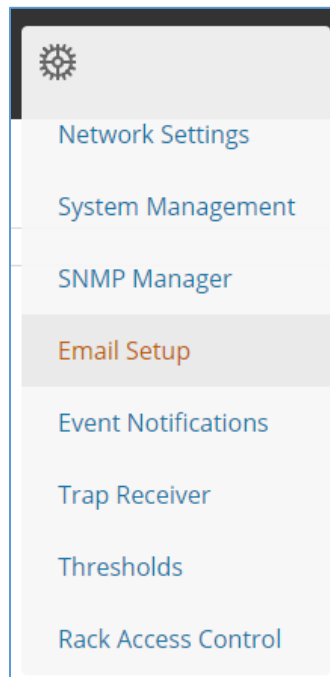 Network Settings
System Management
SNMP Manager
Email Setup
Event Notifications
Trap Receiver
Thresholds
Rack Access Control